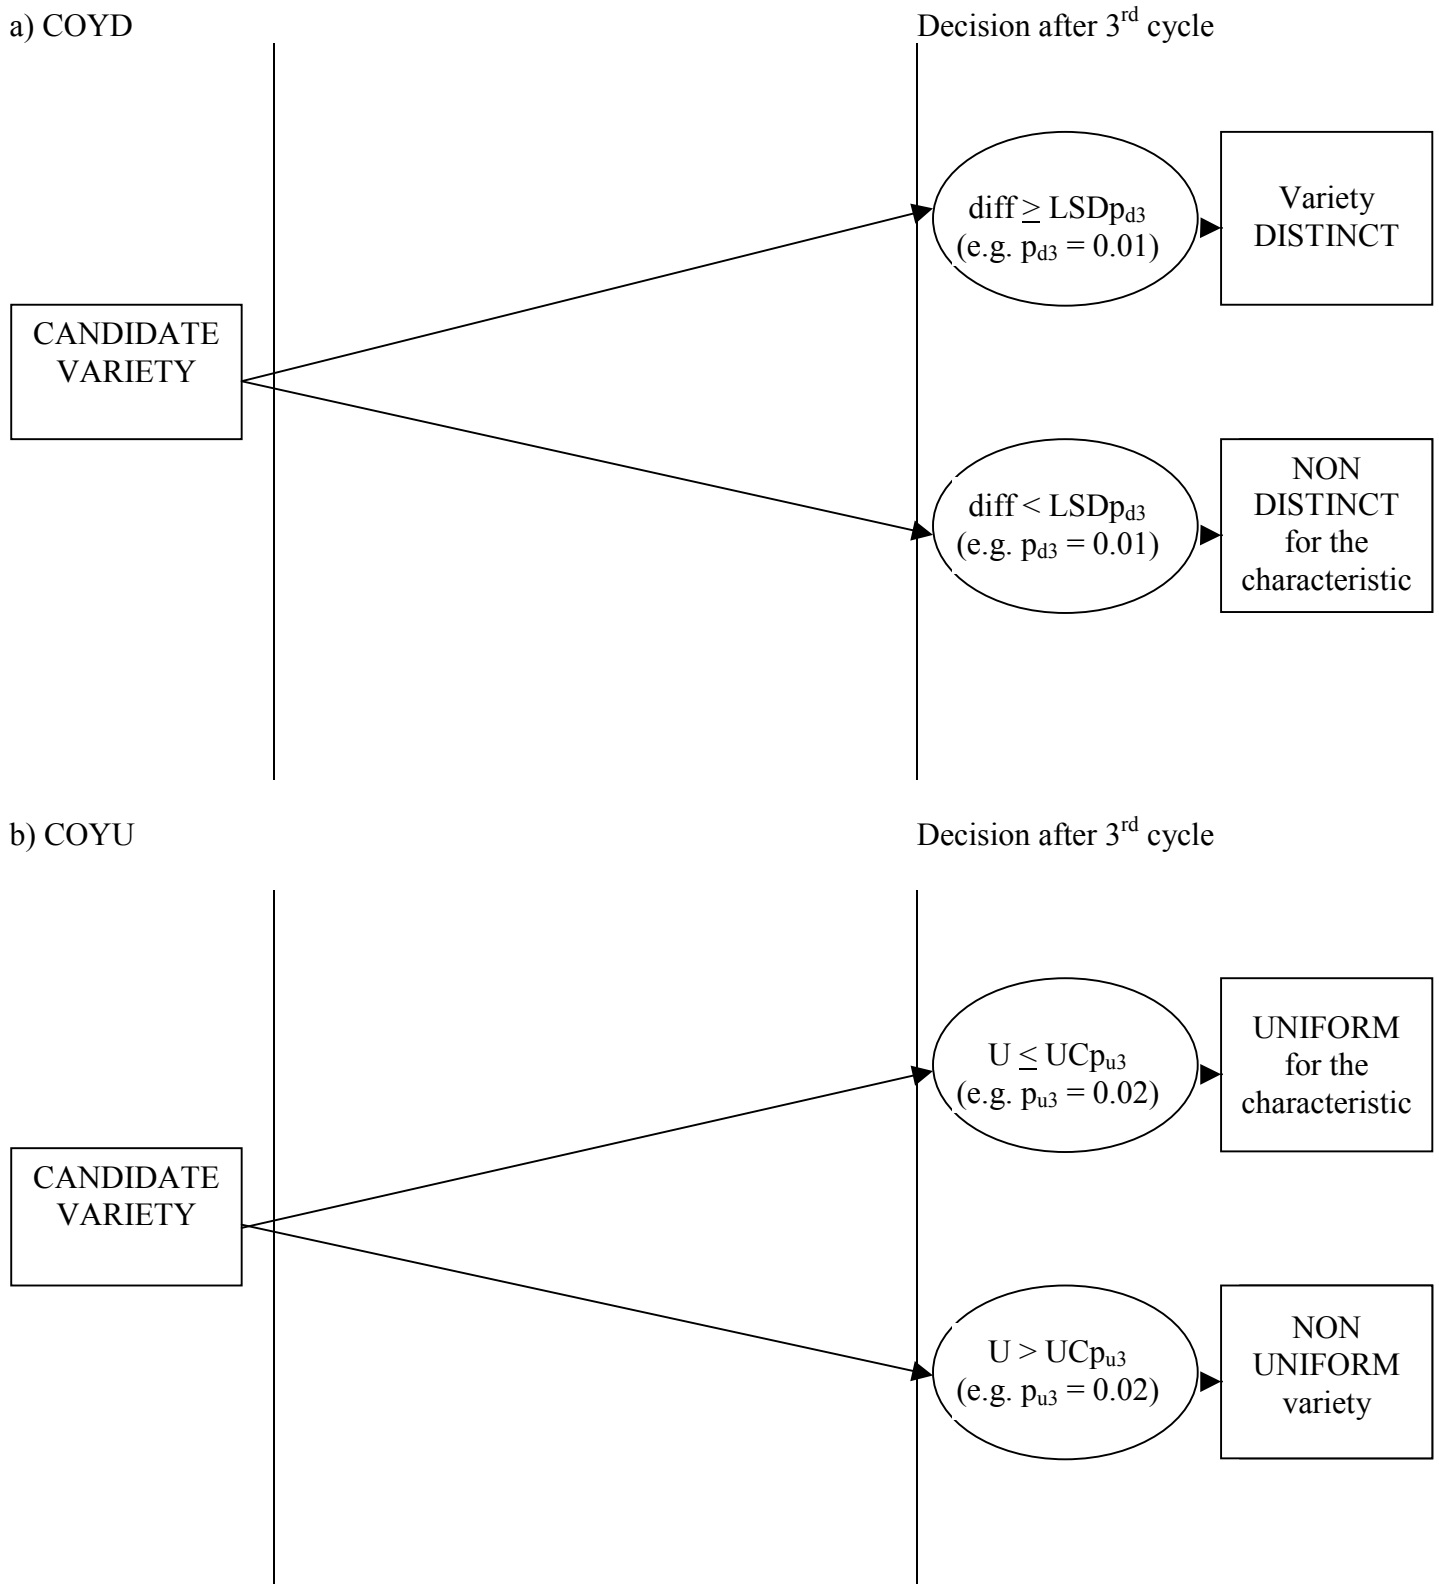 a) COYD
Decision after 3rd cycle
diff ≥ LSDpd3
(e.g. pd3 = 0.01)
Variety
DISTINCT
CANDIDATE
VARIETY
diff < LSDpd3
(e.g. pd3 = 0.01)
NON
DISTINCT
for the
characteristic
b) COYU
Decision after 3rd cycle
U ≤ UCpu3
(e.g. pu3 = 0.02)
UNIFORM
for the
characteristic
CANDIDATE
VARIETY
U > UCpu3
(e.g. pu3 = 0.02)
NON
UNIFORM
variety